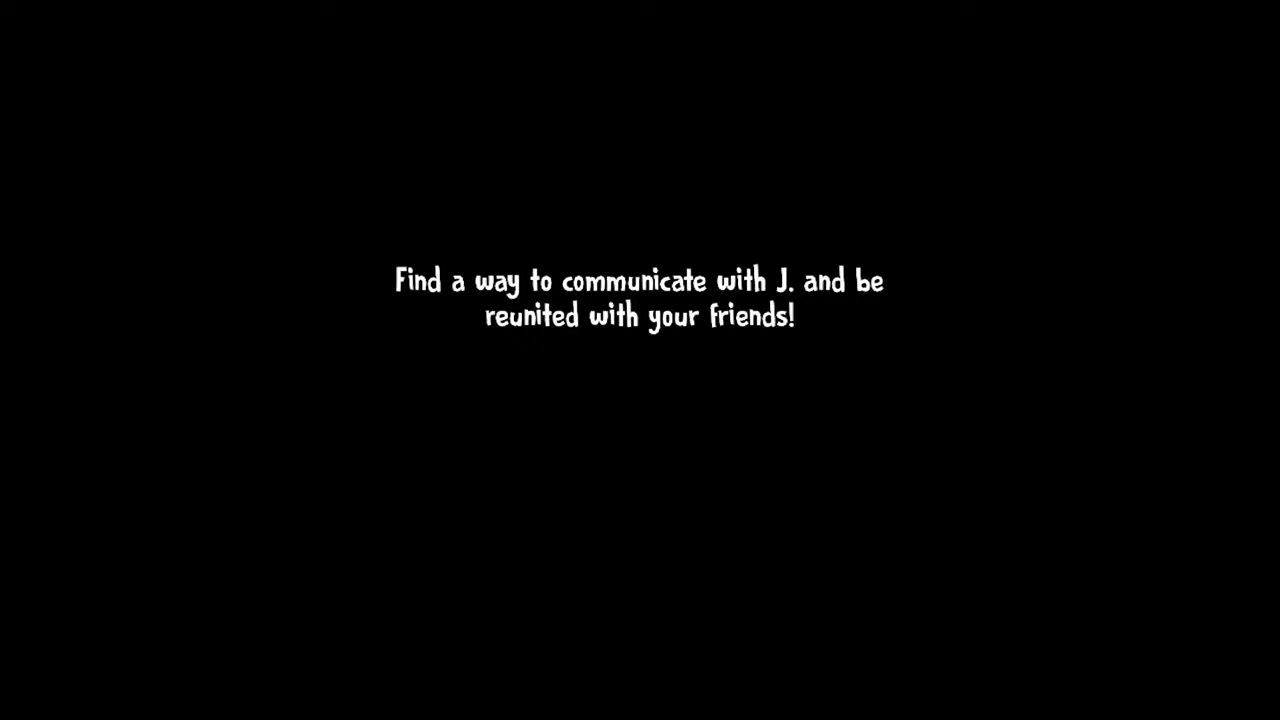 Find a way to communicate with J. and be
reunited with your friends!